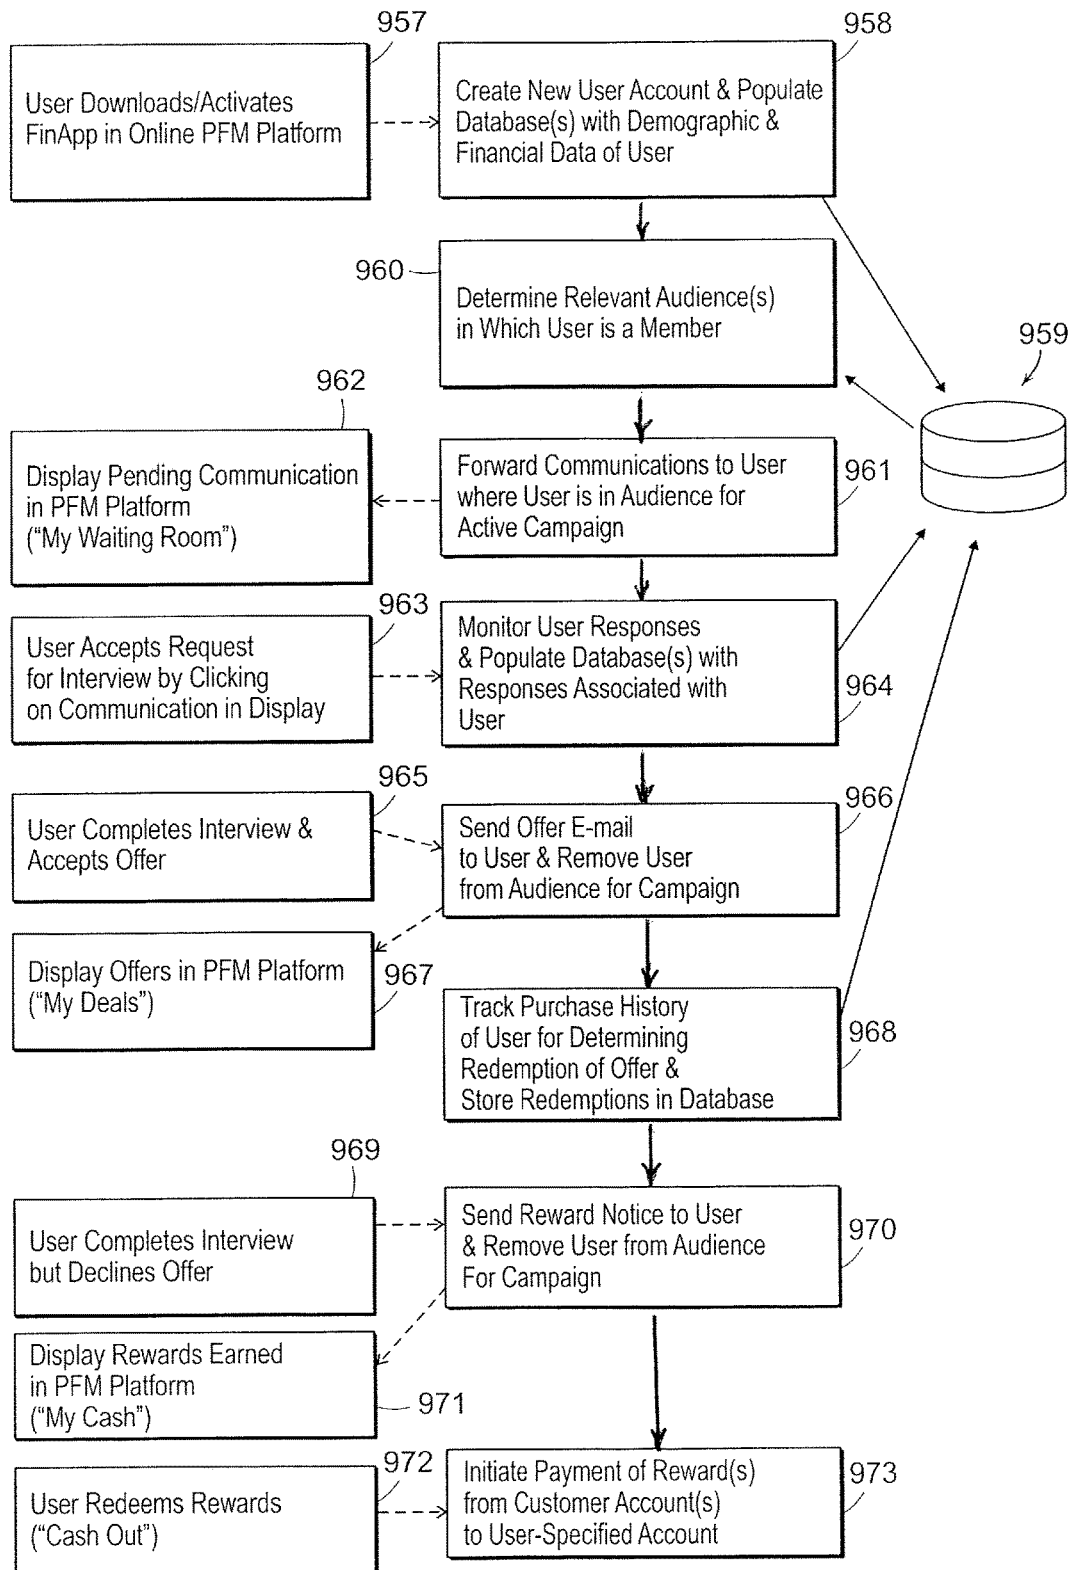 957
958
User Downloads/Activates
FinApp in Online PFM Platform
Create New User Account & Populate
Database(s) with Demographic &
Financial Data of User
960
Determine Relevant Audience(s)
in Which User is a Member
959
962
Display Pending Communication
in PFM Platform
(“My Waiting Room”)
Forward Communications to User
where User is in Audience for
Active Campaign
961
963
User Accepts Request
for Interview by Clicking
on Communication in Display
Monitor User Responses
& Populate Database(s) with
Responses Associated with
User
964
965
User Completes Interview &
Accepts Offer
966
Send Offer E-mail
to User & Remove User
from Audience for Campaign
Display Offers in PFM Platform
(“My Deals”)
967
Track Purchase History
of User for Determining
Redemption of Offer &
Store Redemptions in Database
968
969
User Completes Interview
but Declines Offer
Send Reward Notice to User
& Remove User from Audience
For Campaign
970
Display Rewards Earned
in PFM Platform
(“My Cash”)
971
972
User Redeems Rewards
(“Cash Out”)
Initiate Payment of Reward(s)
from Customer Account(s)
to User-Specified Account
973